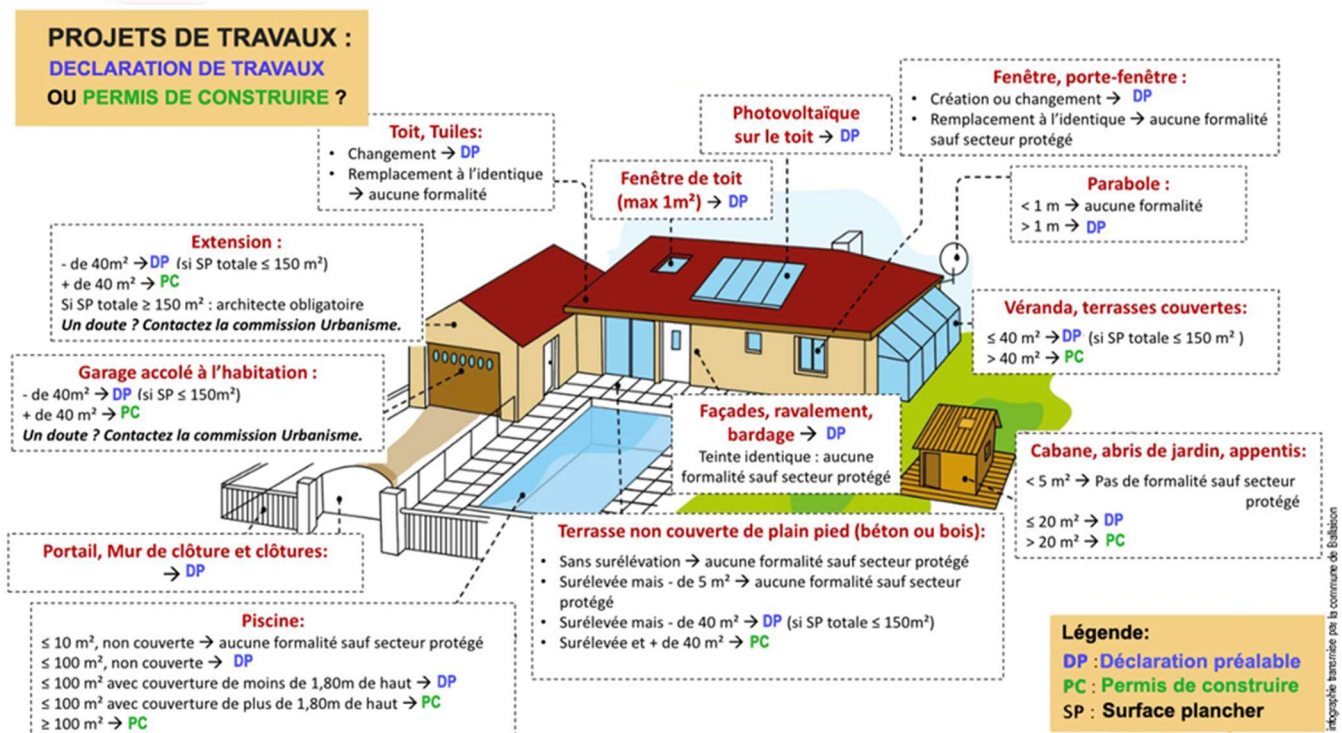 PROJETS DE TRAVAUX :
DECLARATION DE TRAVAUX
OU PERMIS DE CONSTRUIRE ?
Toit, Tuiles:
• Changement → DP
• Remplacement à l'identique
→ aucune formalité
Fenêtre de toit
(max 1m²) → DP
Photovoltaïque
sur le toit → DP
Fenêtre, porte-fenêtre :
• Création ou changement → DP
• Remplacement à l'identique → aucune formalité
sauf secteur protégé
Parabole :
< 1 m → aucune formalité
> 1 m → DP
Extension :
- de 40m² → DP (si SP totale ≤ 150 m²)
+ de 40 m² → PC
Si SP totale ≥ 150 m² : architecte obligatoire
Un doute ? Contactez la commission Urbanisme.
Véranda, terrasses couvertes:
≤ 40 m² → DP (si SP totale ≤ 150 m² )
> 40 m² → PC
Garage accolé à l'habitation :
- de 40m² → DP (si SP ≤ 150m²)
+ de 40 m² → PC
Un doute ? Contactez la commission Urbanisme.
Façades, ravalement,
bardage → DP
Teinte identique : aucune
formalité sauf secteur protégé
Cabane, abris de jardin, appentis:
< 5 m² → Pas de formalité sauf secteur
protégé
≤ 20 m² → DP
> 20 m² → PC
Portail, Mur de clôture et clôtures:
→ DP
Terrasse non couverte de plain pied (béton ou bois):
• Sans surélévation → aucune formalité sauf secteur protégé
• Surélevée mais - de 5 m² → aucune formalité sauf secteur
protégé
• Surélevée mais - de 40 m² → DP (si SP totale ≤ 150m²)
• Surélevée et + de 40 m² → PC
Piscine:
≤ 10 m², non couverte → aucune formalité sauf secteur protégé
≤ 100 m², non couverte → DP
≤ 100 m² avec couverture de moins de 1,80m de haut → DP
≤ 100 m² avec couverture de plus de 1,80m de haut → PC
≥ 100 m² → PC
Légende:
DP : Déclaration préalable
PC : Permis de construire
SP : Surface plancher
infographie transmise par la commune de Ballaison